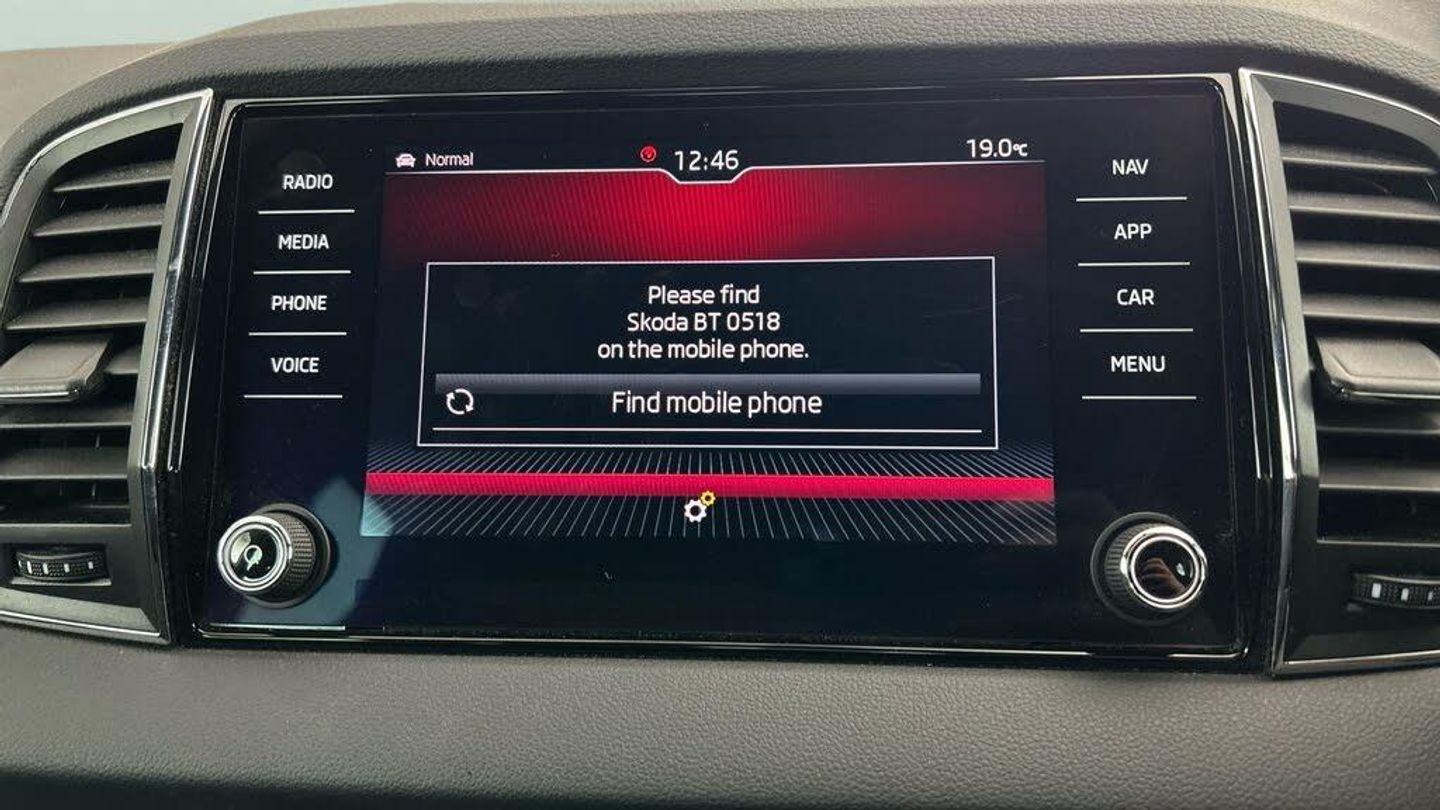 Normal
12:46
19.0°C
RADIO
MEDIA
PHONE
VOICE
Please find
Skoda BT 0518
on the mobile phone.
Find mobile phone
NAV
APP
CAR
MENU